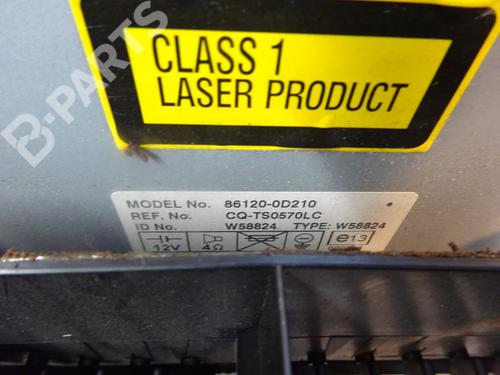 B-PARTS
CLASS 1
LASER PRODUCT
MODEL No. 86120-0D210
REF. No. CQ-TS0570LC
ID No. W58824 TYPE: W58824
12V 4Ω e13